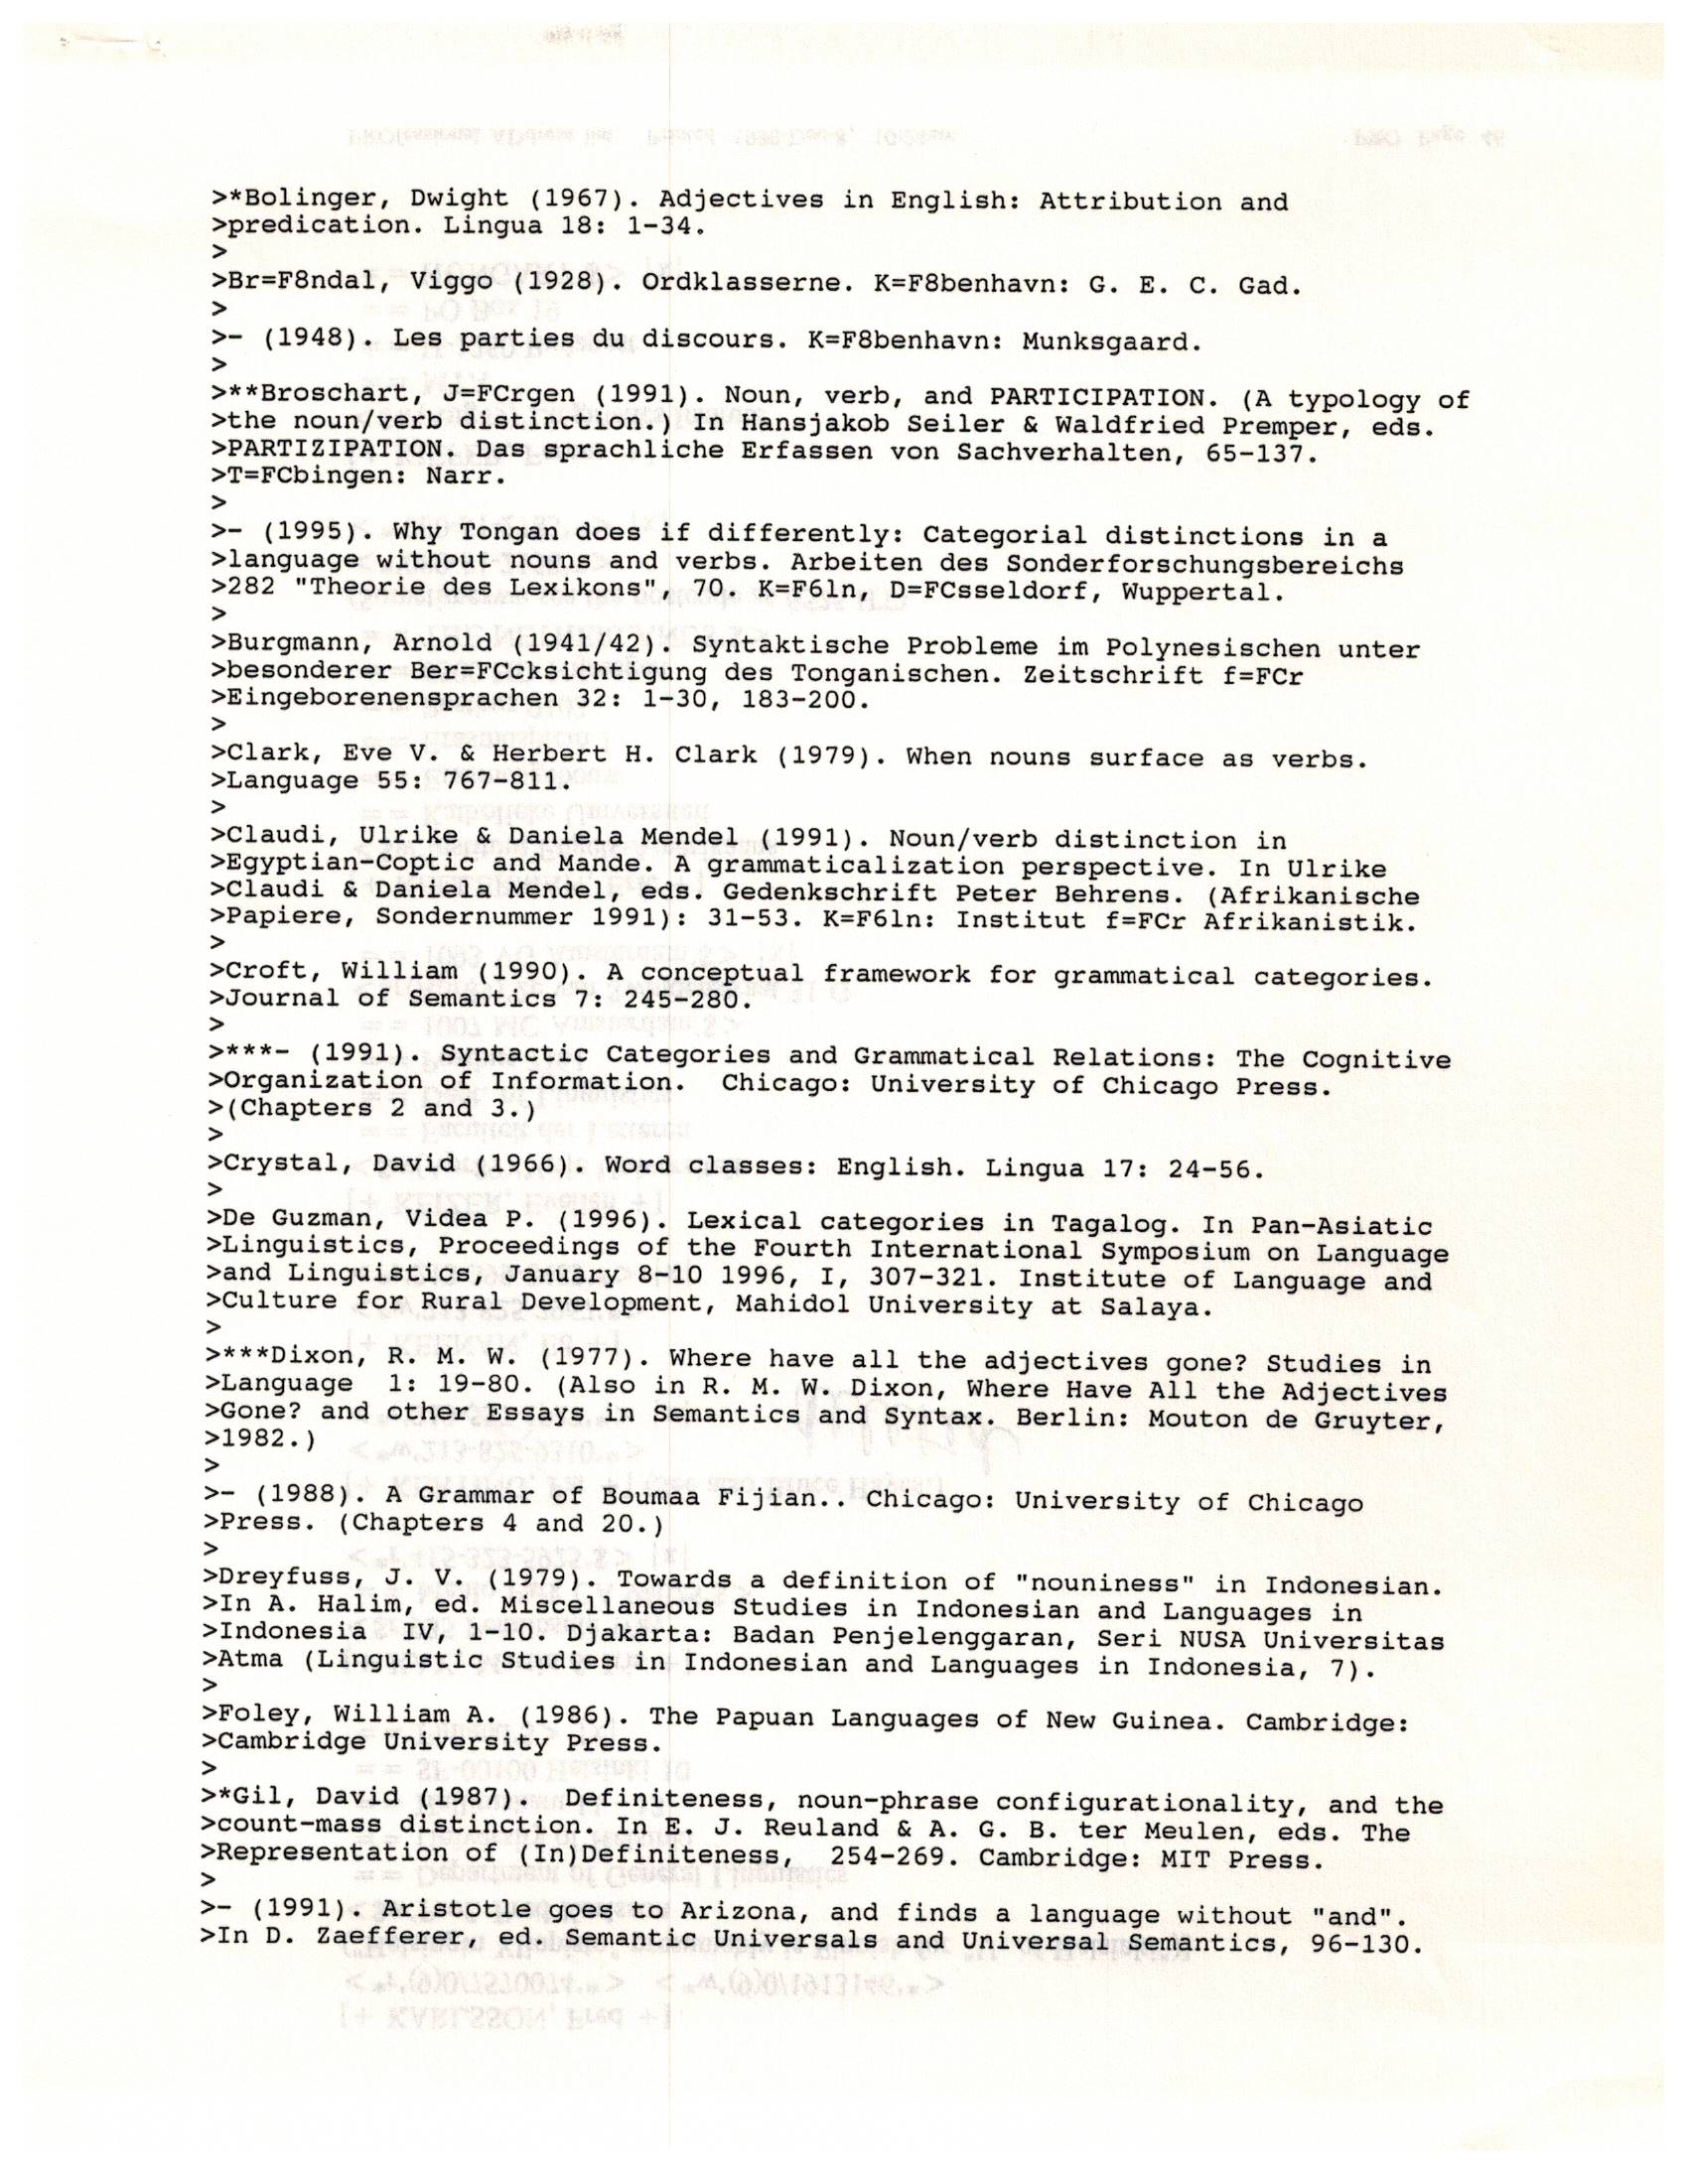 >*Bolinger, Dwight (1967). Adjectives in English: Attribution and
>predication. Lingua 18: 1-34.
>
>Br=F8ndal, Viggo (1928). Ordklasserne. K=F8benhavn: G. E. C. Gad.
>
>- (1948). Les parties du discours. K=F8benhavn: Munksgaard.
>
>**Broschart, J=FCrgen (1991). Noun, verb, and PARTICIPATION. (A typology of
>the noun/verb distinction.) In Hansjakob Seiler & Waldfried Premper, eds.
>PARTIZIPATION. Das sprachliche Erfassen von Sachverhalten, 65-137.
>T=FCbingen: Narr.
>
>- (1995). Why Tongan does if differently: Categorial distinctions in a
>language without nouns and verbs. Arbeiten des Sonderforschungsbereichs
>282 "Theorie des Lexikons", 70. K=F6ln, D=FCsseldorf, Wuppertal.
>
>Burgmann, Arnold (1941/42). Syntaktische Probleme im Polynesischen unter
>besonderer Ber=FCcksichtigung des Tonganischen. Zeitschrift f=FCr
>Eingeborenensprachen 32: 1-30, 183-200.
>
>Clark, Eve V. & Herbert H. Clark (1979). When nouns surface as verbs.
>Language 55: 767-811.
>
>Claudi, Ulrike & Daniela Mendel (1991). Noun/verb distinction in
>Egyptian-Coptic and Mande. A grammaticalization perspective. In Ulrike
>Claudi & Daniela Mendel, eds. Gedenkschrift Peter Behrens. (Afrikanische
>Papiere, Sondernummer 1991): 31-53. K=F6ln: Institut f=FCr Afrikanistik.
>
>Croft, William (1990). A conceptual framework for grammatical categories.
>Journal of Semantics 7: 245-280.
>
>***- (1991). Syntactic Categories and Grammatical Relations: The Cognitive
>Organization of Information.  Chicago: University of Chicago Press.
>(Chapters 2 and 3.)
>
>Crystal, David (1966). Word classes: English. Lingua 17: 24-56.
>
>De Guzman, Videa P. (1996). Lexical categories in Tagalog. In Pan-Asiatic
>Linguistics, Proceedings of the Fourth International Symposium on Language
>and Linguistics, January 8-10 1996, I, 307-321. Institute of Language and
>Culture for Rural Development, Mahidol University at Salaya.
>
>***Dixon, R. M. W. (1977). Where have all the adjectives gone? Studies in
>Language  1: 19-80. (Also in R. M. W. Dixon, Where Have All the Adjectives
>Gone? and other Essays in Semantics and Syntax. Berlin: Mouton de Gruyter,
>1982.)
>
>- (1988). A Grammar of Boumaa Fijian.. Chicago: University of Chicago
>Press. (Chapters 4 and 20.)
>
>Dreyfuss, J. V. (1979). Towards a definition of "nouniness" in Indonesian.
>In A. Halim, ed. Miscellaneous Studies in Indonesian and Languages in
>Indonesia  IV, 1-10. Djakarta: Badan Penjelenggaran, Seri NUSA Universitas
>Atma (Linguistic Studies in Indonesian and Languages in Indonesia, 7).
>
>Foley, William A. (1986). The Papuan Languages of New Guinea. Cambridge:
>Cambridge University Press.
>
>*Gil, David (1987).  Definiteness, noun-phrase configurationality, and the
>count-mass distinction. In E. J. Reuland & A. G. B. ter Meulen, eds. The
>Representation of (In)Definiteness,  254-269. Cambridge: MIT Press.
>
>- (1991). Aristotle goes to Arizona, and finds a language without "and".
>In D. Zaefferer, ed. Semantic Universals and Universal Semantics, 96-130.